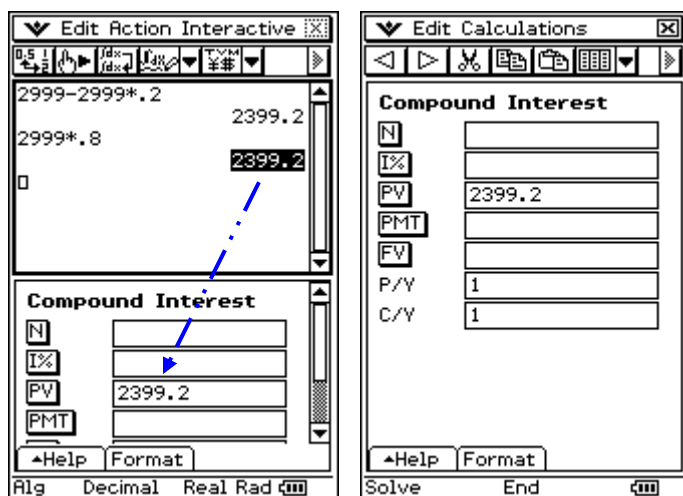 Edit Action Interactive
2999-2999*.2
2399.2
2999*.8
2399.2
Compound Interest
N
I%
PV 2399.2
PMT
Help Format
Alg Decimal Real Rad
Edit Calculations
Compound Interest
N
I%
PV 2399.2
PMT
FV
P/Y 1
C/Y 1
Help Format
Solve End